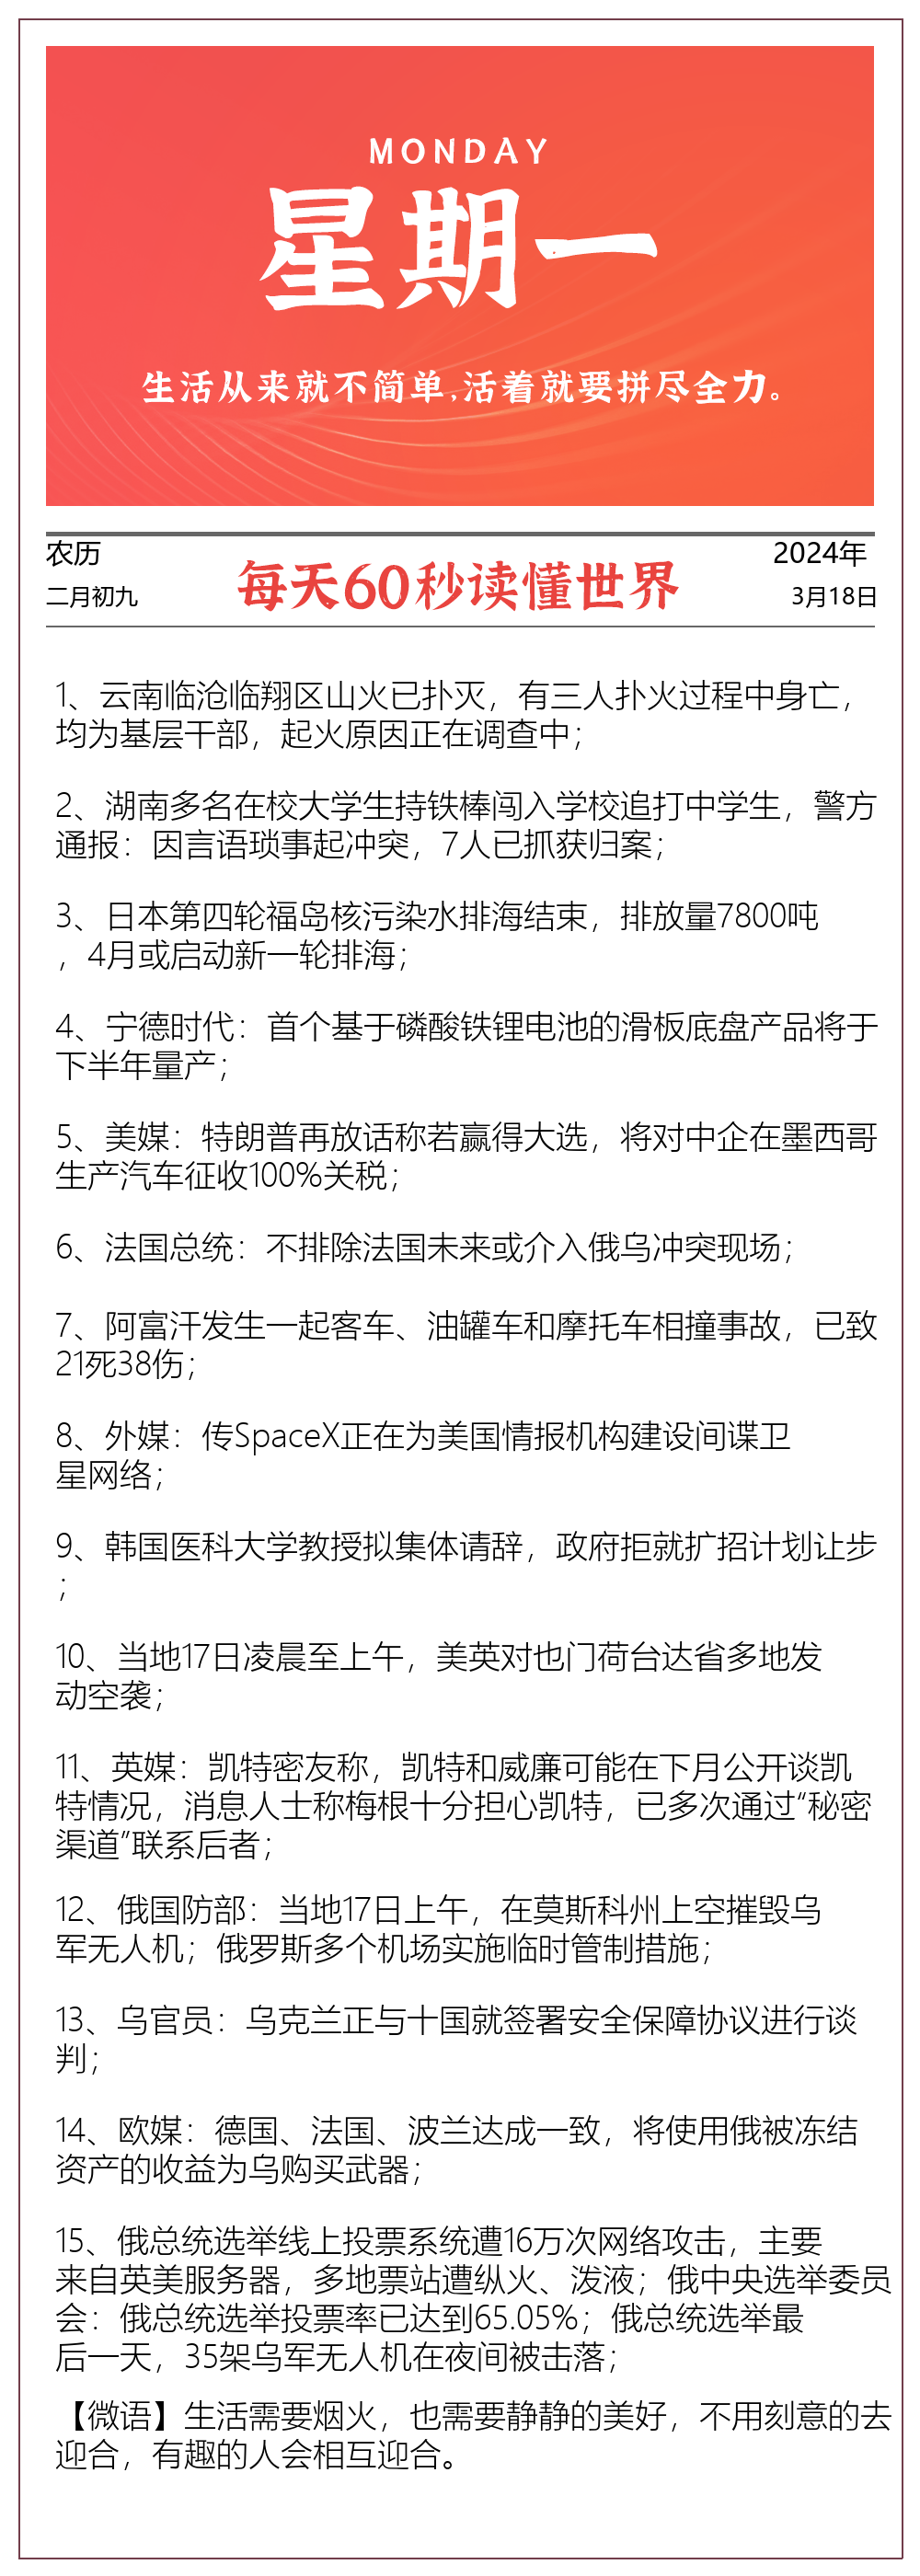 MONDAY
星期一
生活从来就不简单,活着就要拼尽全力。
农历
二月初九
每天60秒读懂世界
2024年
3月18日
1、云南临沧临翔区山火已扑灭，有三人扑火过程中身亡，
均为基层干部，起火原因正在调查中；
2、湖南多名在校大学生持铁棒闯入学校追打中学生，警方
通报：因言语琐事起冲突，7人已抓获归案；
3、日本第四轮福岛核污染水排海结束，排放量7800吨
，4月或启动新一轮排海；
4、宁德时代：首个基于磷酸铁锂电池的滑板底盘产品将于
下半年量产；
5、美媒：特朗普再放话称若赢得大选，将对中企在墨西哥
生产汽车征收100%关税；
6、法国总统：不排除法国未来或介入俄乌冲突现场；
7、阿富汗发生一起客车、油罐车和摩托车相撞事故，已致
21死38伤；
8、外媒：传SpaceX正在为美国情报机构建设间谍卫
星网络；
9、韩国医科大学教授拟集体请辞，政府拒就扩招计划让步
；
10、当地17日凌晨至上午，美英对也门荷台达省多地发
动空袭；
11、英媒：凯特密友称，凯特和威廉可能在下月公开谈凯
特情况，消息人士称梅根十分担心凯特，已多次通过“秘密
渠道”联系后者；
12、俄国防部：当地17日上午，在莫斯科州上空摧毁乌
军无人机；俄罗斯多个机场实施临时管制措施；
13、乌官员：乌克兰正与十国就签署安全保障协议进行谈
判；
14、欧媒：德国、法国、波兰达成一致，将使用俄被冻结
资产的收益为乌购买武器；
15、俄总统选举线上投票系统遭16万次网络攻击，主要
来自英美服务器，多地票站遭纵火、泼液；俄中央选举委员
会：俄总统选举投票率已达到65.05%；俄总统选举最
后一天，35架乌军无人机在夜间被击落；
【微语】生活需要烟火，也需要静静的美好，不用刻意的去
迎合，有趣的人会相互迎合。